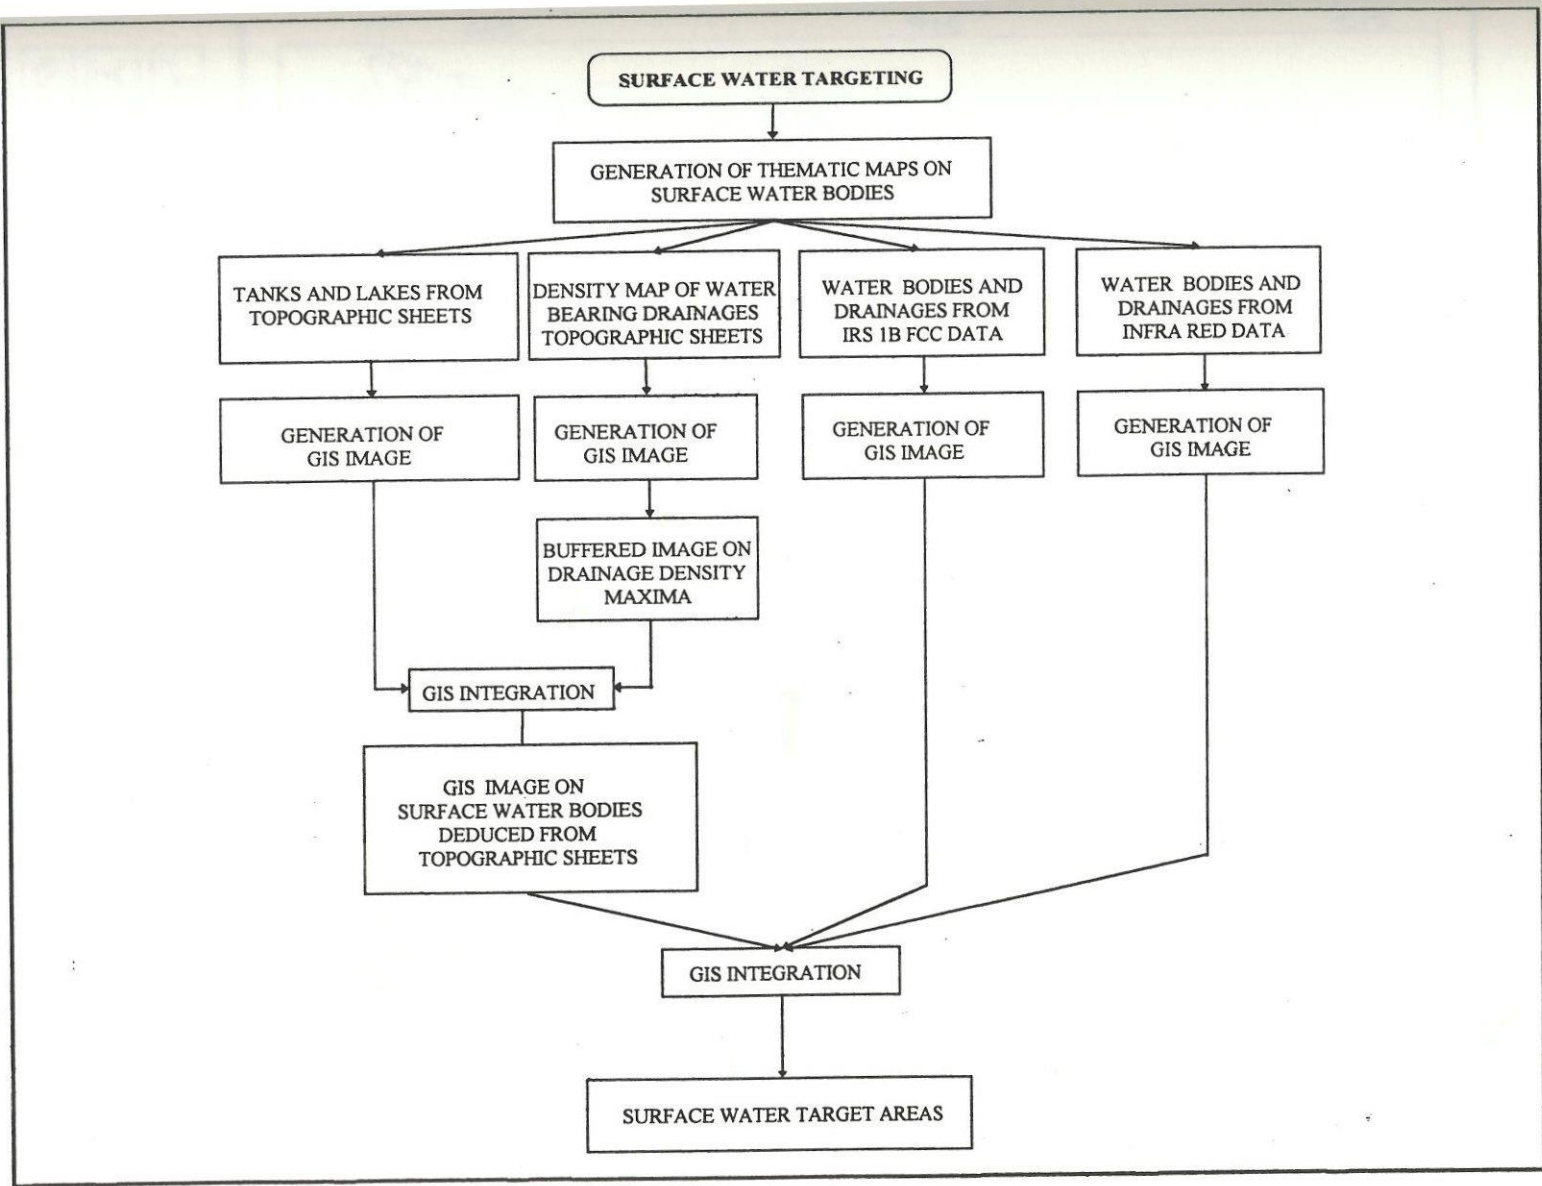 SURFACE WATER TARGETING
GENERATION OF THEMATIC MAPS ON
SURFACE WATER BODIES
TANKS AND LAKES FROM
TOPOGRAPHIC SHEETS
DENSITY MAP OF WATER
BEARING DRAINAGES
TOPOGRAPHIC SHEETS
WATER BODIES AND
DRAINAGES FROM
IRS 1B FCC DATA
WATER BODIES AND
DRAINAGES FROM
INFRA RED DATA
GENERATION OF
GIS IMAGE
GENERATION OF
GIS IMAGE
GENERATION OF
GIS IMAGE
GENERATION OF
GIS IMAGE
BUFFERED IMAGE ON
DRAINAGE DENSITY
MAXIMA
GIS INTEGRATION
GIS IMAGE ON
SURFACE WATER BODIES
DEDUCED FROM
TOPOGRAPHIC SHEETS
GIS INTEGRATION
SURFACE WATER TARGET AREAS